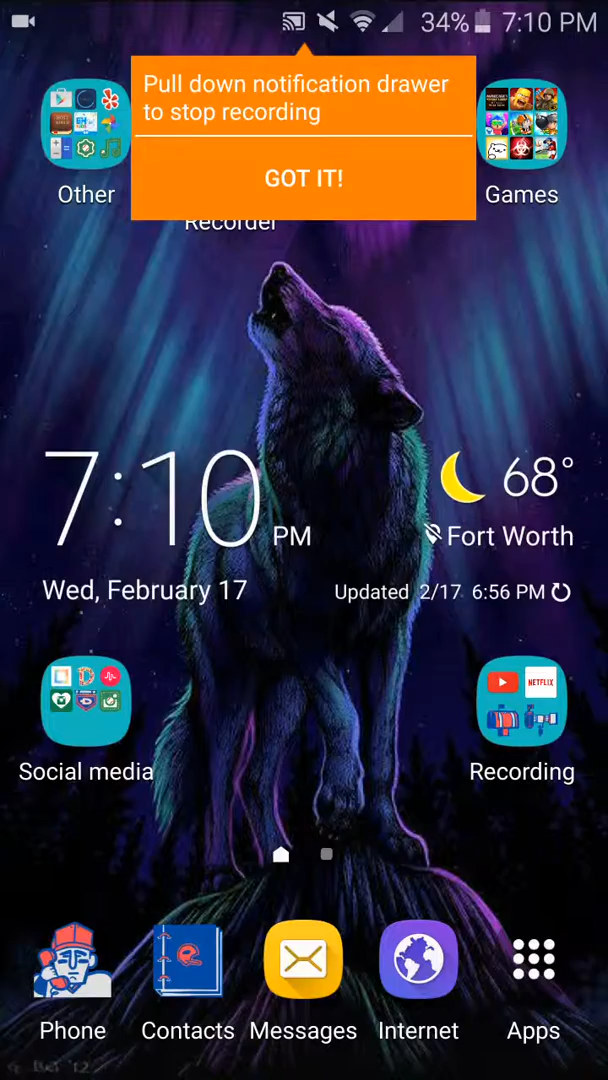 34% 7:10 PM
Pull down notification drawer
to stop recording
GOT IT!
Other
Recorder
Games
7:10 PM
68°
Fort Worth
Wed, February 17
Updated 2/17 6:56 PM
NETFLIX
Social media
Recording
Phone
Contacts
Messages
Internet
Apps